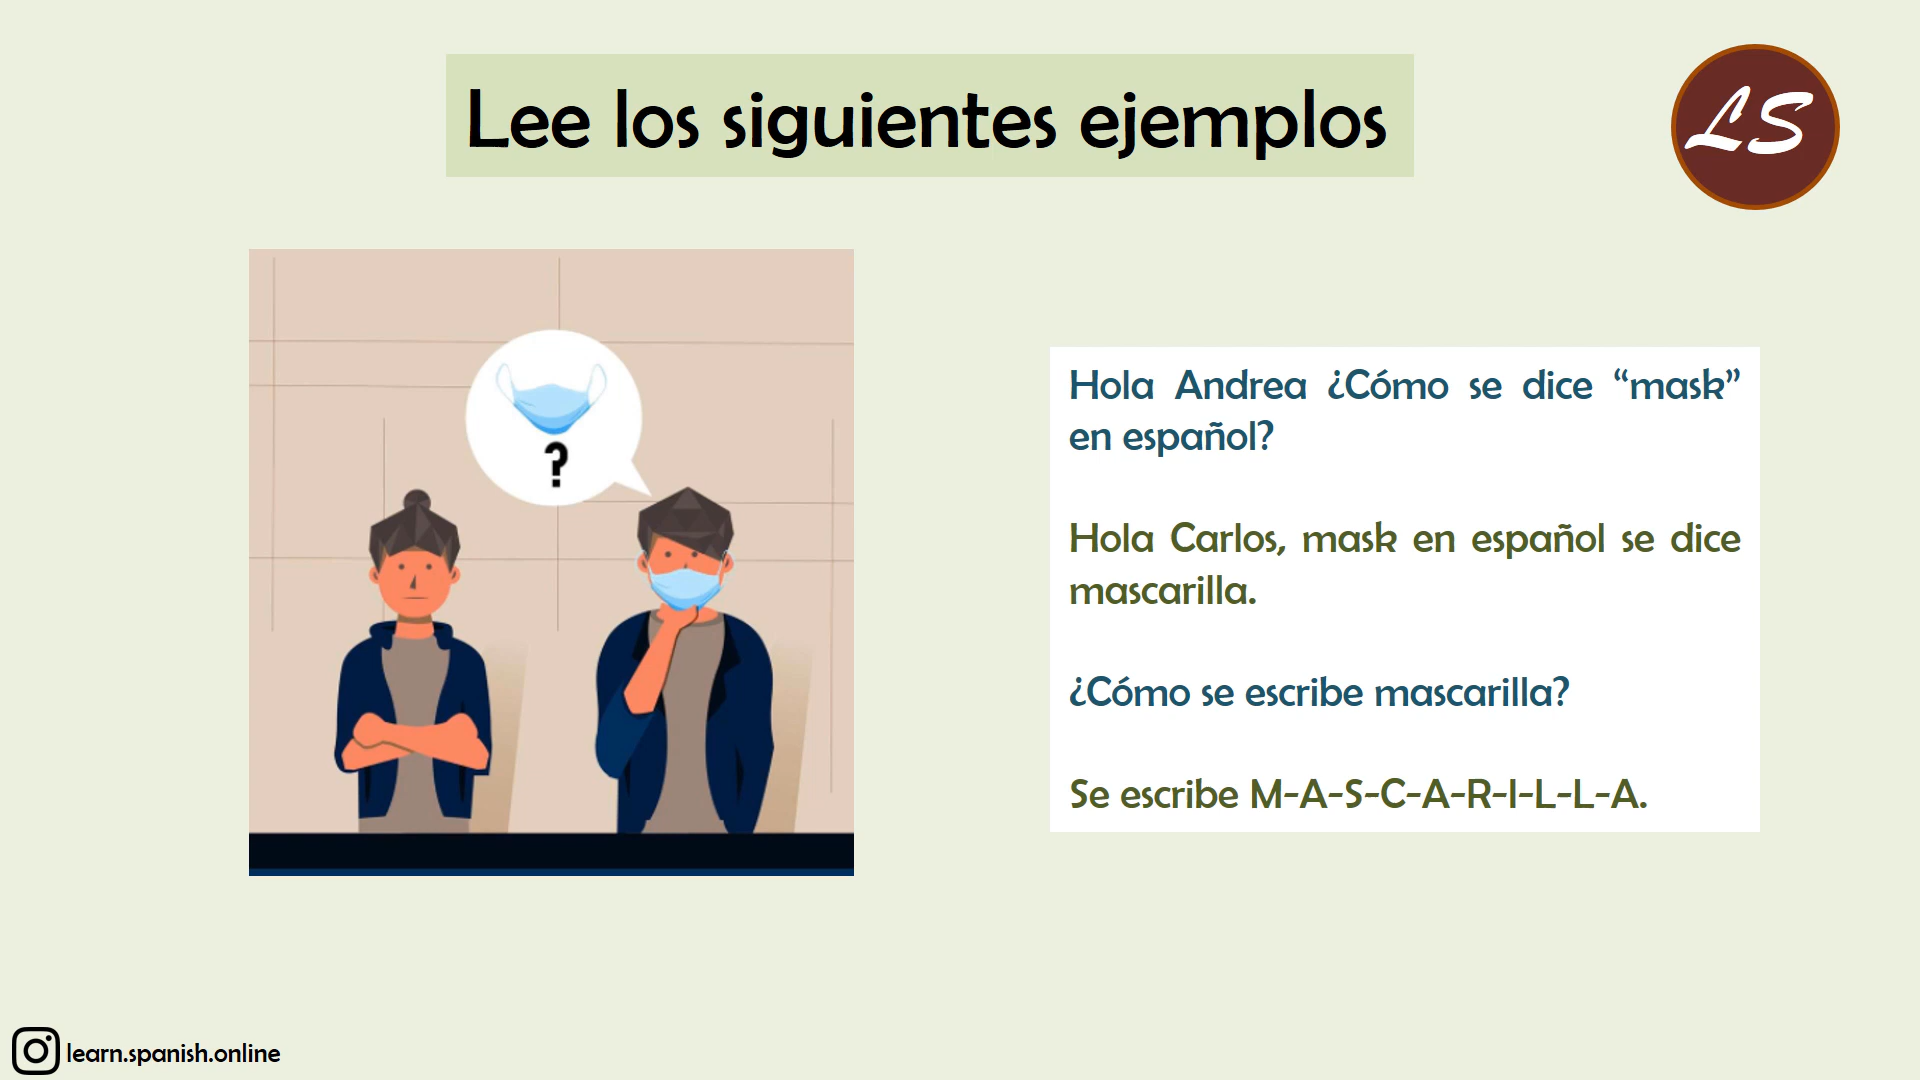 Lee los siguientes ejemplos
LS
?
Hola Andrea ¿Cómo se dice “mask”
en español?
Hola Carlos, mask en español se dice
mascarilla.
¿Cómo se escribe mascarilla?
Se escribe M-A-S-C-A-R-I-L-L-A.
learn.spanish.online